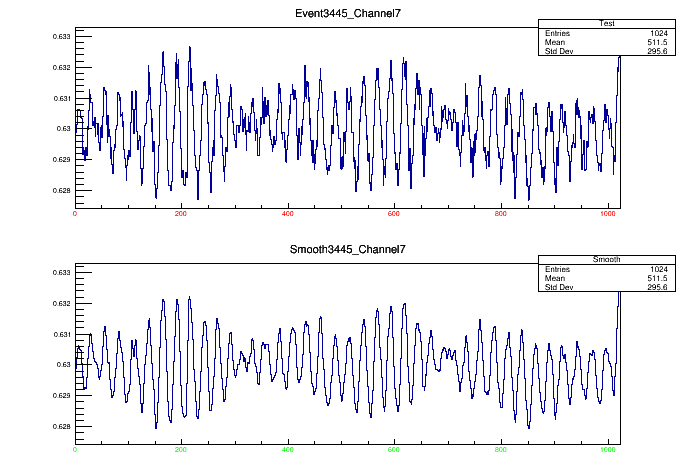 Event3445_Channel7
Test
Entries 1024
Mean 511.5
Std Dev 295.6
0.633
0.632
0.631
0.63
0.629
0.628
0 200 400 600 800 1000
Smooth3445_Channel7
Smooth
Entries 1024
Mean 511.5
Std Dev 295.6
0.633
0.632
0.631
0.63
0.629
0.628
0 200 400 600 800 1000